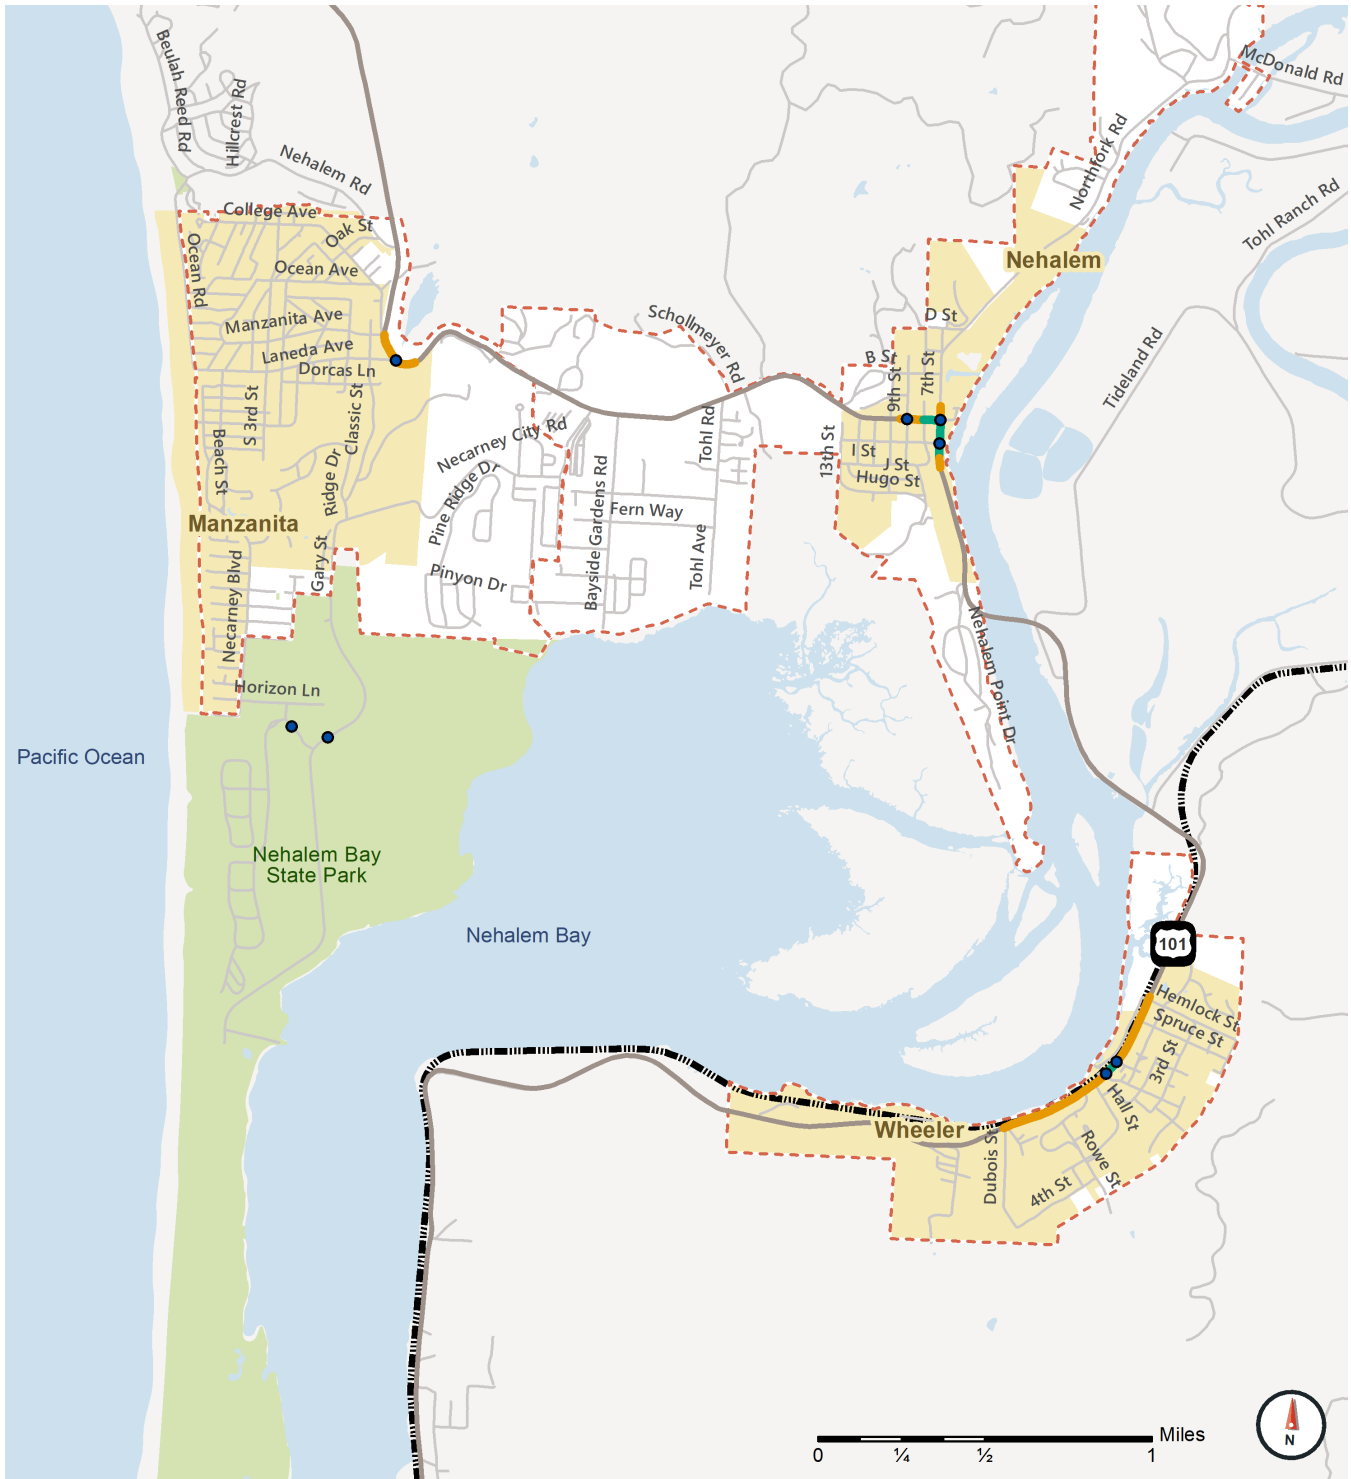 Beulah Reed Rd
Hillcrest Rd
Nehalem Rd
McDonald Rd
Northfork Rd
Tohl Ranch Rd
College Ave
Oak St
Ocean Rd
Ocean Ave
Nehalem
Manzanita Ave
Schollmeyer Rd
D St
Laneda Ave
Dorcas Ln
B St
9th St
7th St
Tideland Rd
S 3rd St
Classic St
Beach St
Necarney City Rd
Tohl Rd
13th St
I St
J St
Hugo St
Ridge Dr
Pine Ridge Dr
Bayside Gardens Rd
Fern Way
Manzanita
Tohl Ave
Gary St
Necarney Blvd
Pinyon Dr
Nehalem Point Dr
Horizon Ln
Pacific Ocean
Nehalem Bay
State Park
Nehalem Bay
101
Hemlock St
Spruce St
3rd St
Hall St
Wheeler
Dubois St
Rowe St
4th St
Miles
0
¼
½
1
N